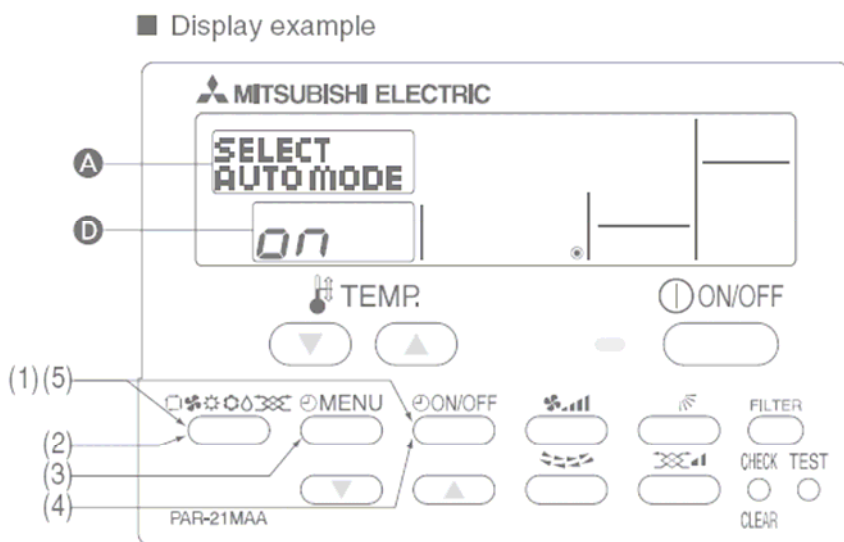 ■ Display example
MITSUBISHI ELECTRIC
A
SELECT
AUTO MODE
D
on
TEMP.
ON/OFF
(1)(5)
MENU
ON/OFF
FILTER
(2)
(3)
(4)
CHECK TEST
PAR-21MAA
CLEAR